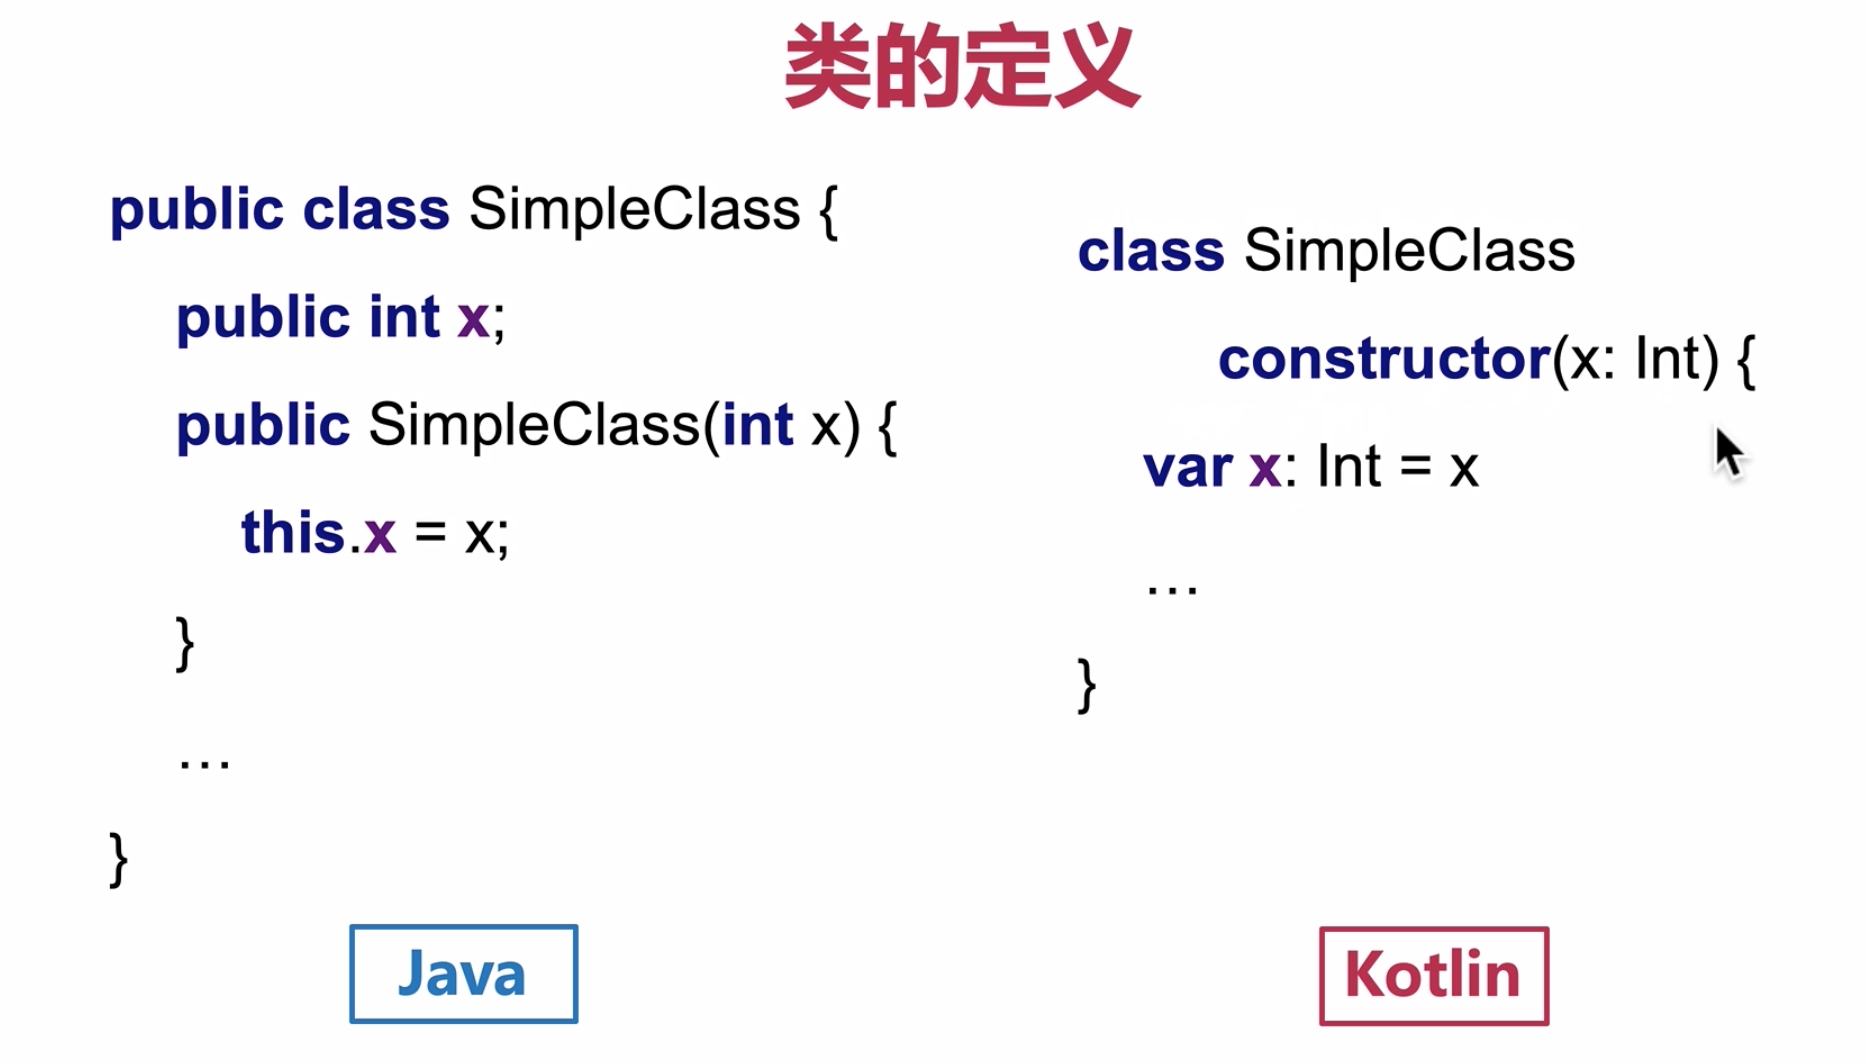 类的定义
public class SimpleClass {
public int x;
public SimpleClass(int x) {
this.x = x;
}
…
}
Java
class SimpleClass
constructor(x: Int) {
var x: Int = x
…
}
Kotlin